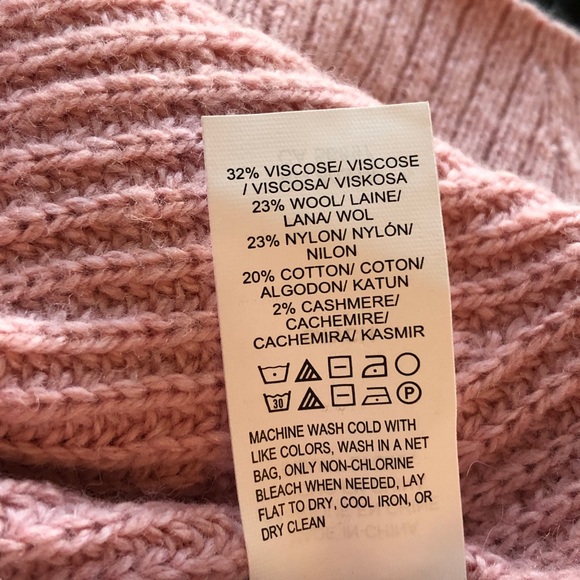 32% VISCOSE/ VISCOSE
/ VISCOSA/ VISKOSA
23% WOOL/ LAINE/
LANA/ WOL
23% NYLON/ NYLÓN/
NILON
20% COTTON/ COTON/
ALGODON/ KATUN
2% CASHMERE/
CACHEMIRE/
CACHEMIRA/ KASMIR
30 P
MACHINE WASH COLD WITH
LIKE COLORS, WASH IN A NET
BAG, ONLY NON-CHLORINE
BLEACH WHEN NEEDED, LAY
FLAT TO DRY, COOL IRON, OR
DRY CLEAN